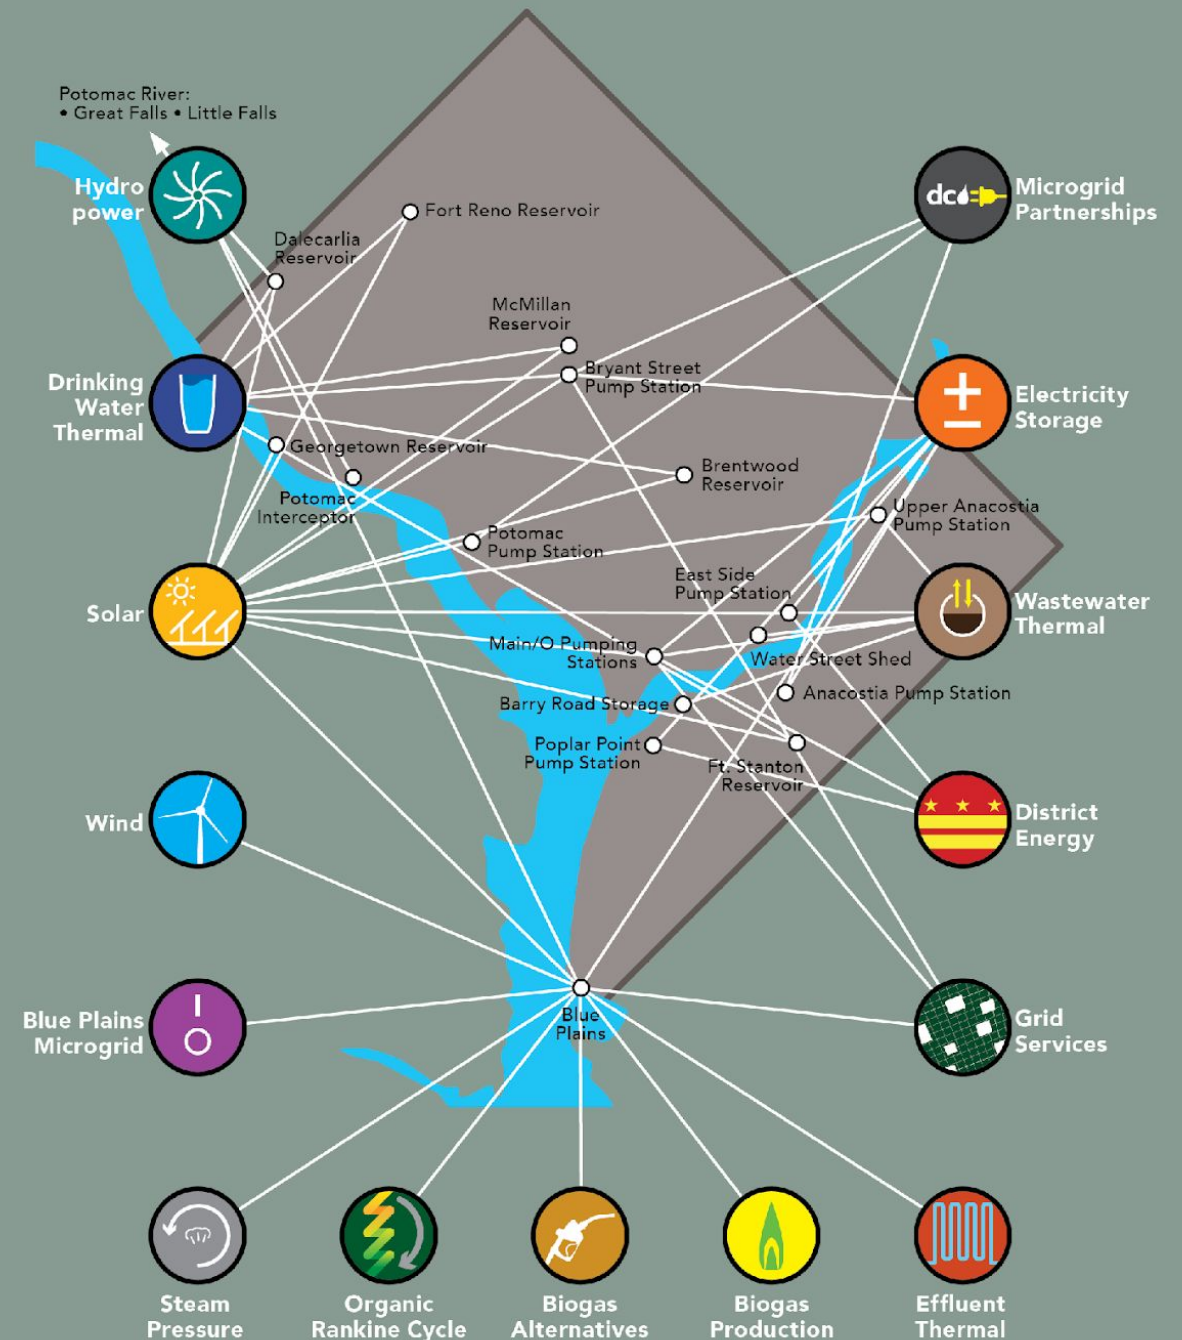 Potomac River:
• Great Falls • Little Falls
Hydro
power
dc
Microgrid
Partnerships
Fort Reno Reservoir
Dalecarlia
Reservoir
McMillan
Reservoir
Bryant Street
Pump Station
Drinking
Water
Thermal
+
−
Electricity
Storage
Georgetown Reservoir
Brentwood
Reservoir
Potomac
Interceptor
Upper Anacostia
Pump Station
Potomac
Pump Station
East Side
Pump Station
Solar
Wastewater
Thermal
Main/O Pumping
Stations
Water Street Shed
Anacostia Pump Station
Barry Road Storage
Poplar Point
Pump Station
Ft. Stanton
Reservoir
Wind
District
Energy
Blue Plains
Microgrid
I
O
Blue
Plains
Grid
Services
Steam
Pressure
Organic
Rankine Cycle
Biogas
Alternatives
Biogas
Production
Effluent
Thermal